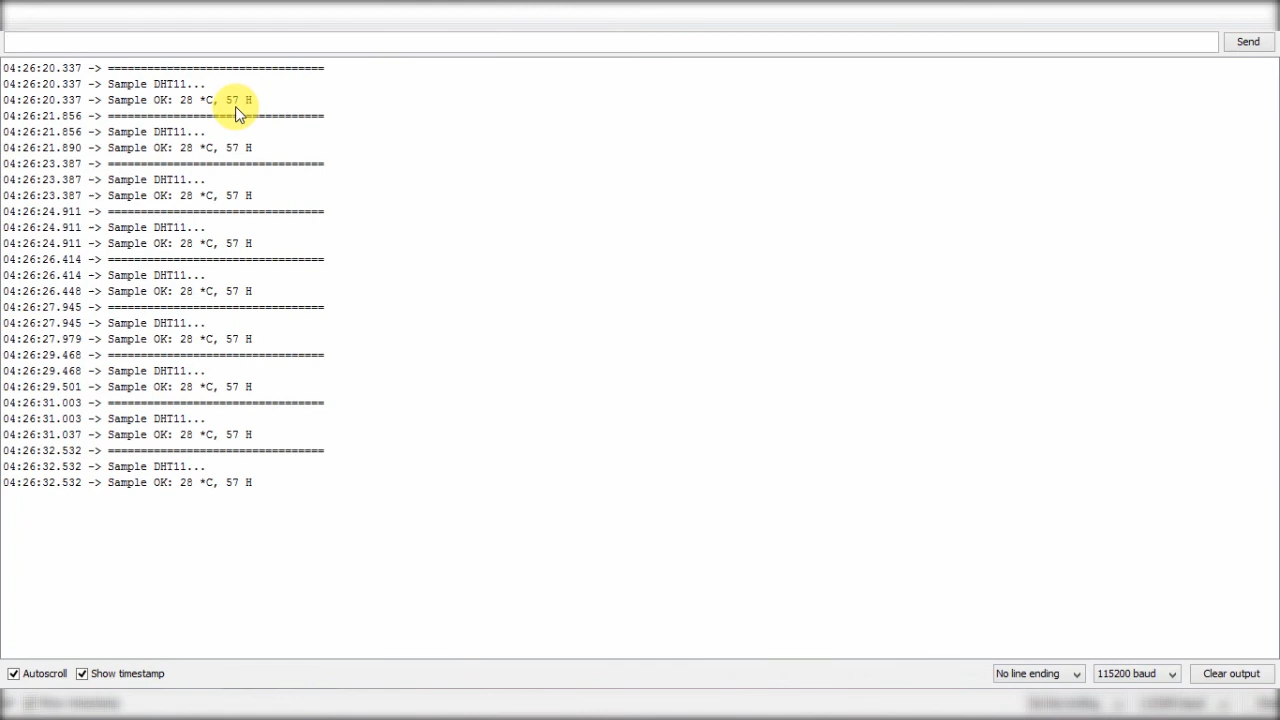 Send
04:26:20.337 -> =================================
04:26:20.337 -> Sample DHT11...
04:26:20.337 -> Sample OK: 28 *C, 57 H
04:26:21.856 -> =================================
04:26:21.856 -> Sample DHT11...
04:26:21.890 -> Sample OK: 28 *C, 57 H
04:26:23.387 -> =================================
04:26:23.387 -> Sample DHT11...
04:26:23.387 -> Sample OK: 28 *C, 57 H
04:26:24.911 -> =================================
04:26:24.911 -> Sample DHT11...
04:26:24.911 -> Sample OK: 28 *C, 57 H
04:26:26.414 -> =================================
04:26:26.414 -> Sample DHT11...
04:26:26.448 -> Sample OK: 28 *C, 57 H
04:26:27.945 -> =================================
04:26:27.945 -> Sample DHT11...
04:26:27.979 -> Sample OK: 28 *C, 57 H
04:26:29.468 -> =================================
04:26:29.468 -> Sample DHT11...
04:26:29.501 -> Sample OK: 28 *C, 57 H
04:26:31.003 -> =================================
04:26:31.003 -> Sample DHT11...
04:26:31.037 -> Sample OK: 28 *C, 57 H
04:26:32.532 -> =================================
04:26:32.532 -> Sample DHT11...
04:26:32.532 -> Sample OK: 28 *C, 57 H
Autoscroll Show timestamp No line ending 115200 baud Clear output